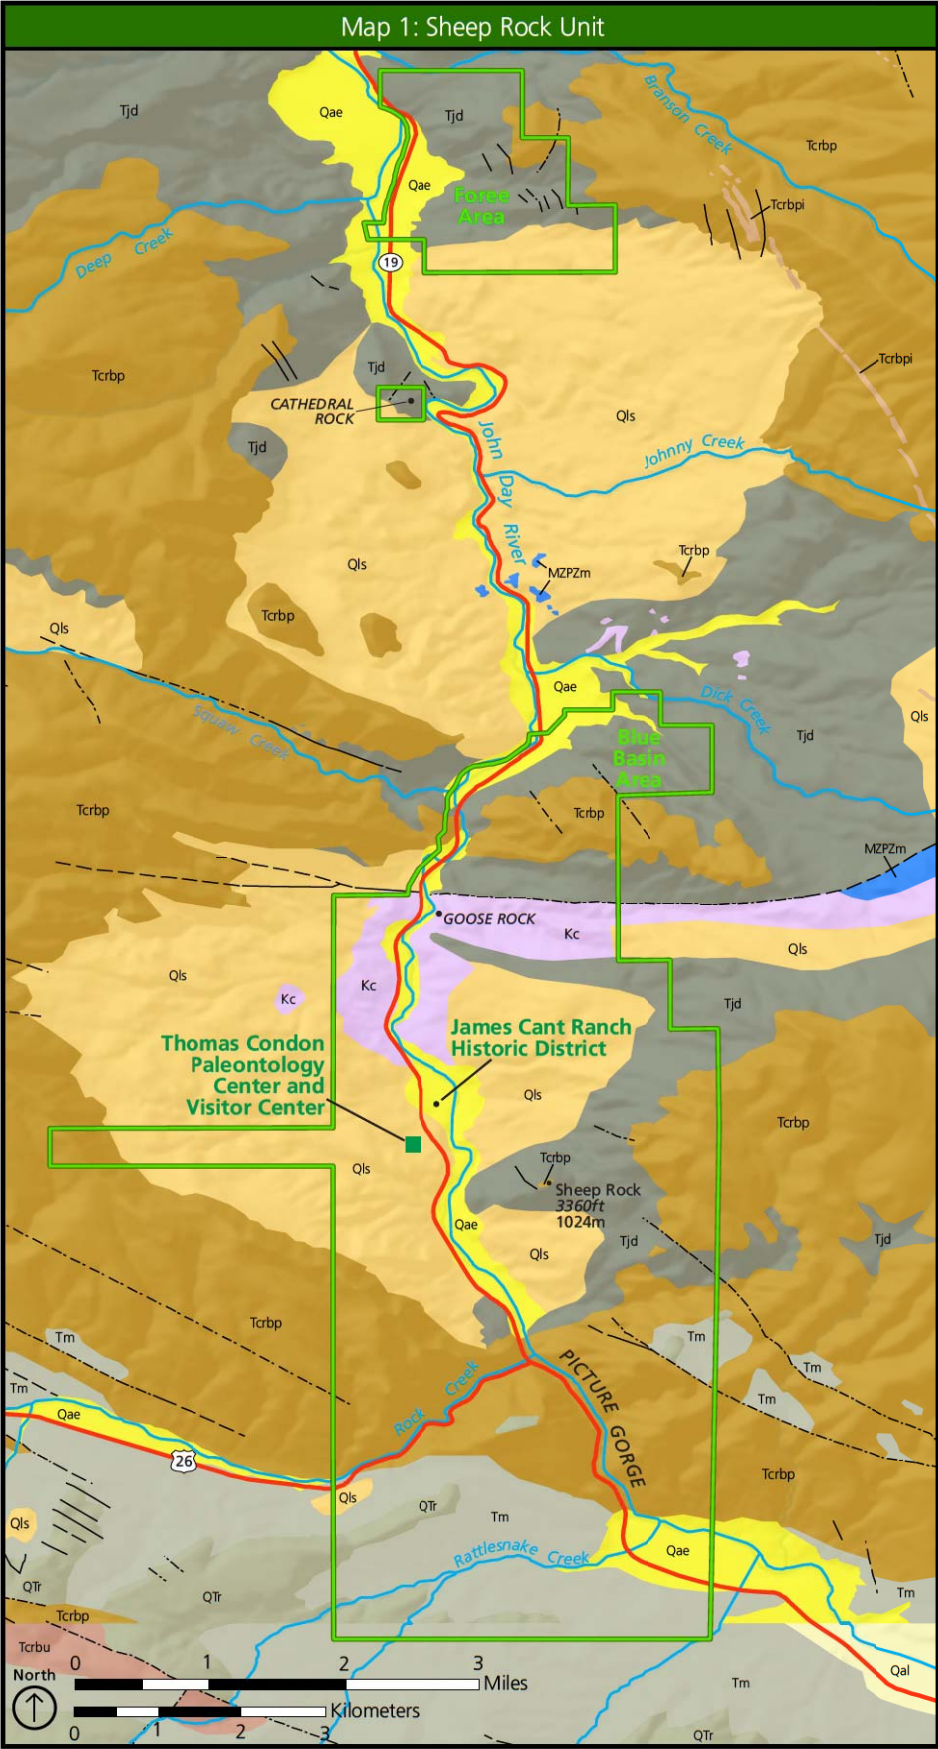 Map 1: Sheep Rock Unit
Tjd
Qae
Tjd
Branson Creek
Tcrbp
Qae
Foree
Area
Tcrbpi
Deep Creek
19
Tcrbpi
Tcrbp
Tjd
CATHEDRAL
ROCK
Qls
Tjd
John Day River
Johnny Creek
Qls
Tcrbp
MZPZm
Tcrbp
Qls
Qae
Dick Creek
Qls
Squaw Creek
Blue
Basin
Area
Tjd
Tcrbp
Tcrbp
MZPZm
GOOSE ROCK
Kc
Qls
Qls
Kc
Kc
Tjd
James Cant Ranch
Historic District
Thomas Condon
Paleontology
Center and
Visitor Center
Qls
Tcrbp
Tcrbp
Qls
Sheep Rock
3360ft
1024m
Qae
Tjd
Tjd
Qls
Tcrbp
Tm
Tm
PICTURE GORGE
Tm
Tm
Tm
Rock Creek
Qae
26
Tcrbp
Qls
QTr
Tm
Qls
Rattlesnake Creek
Qae
QTr
QTr
Tm
Tcrbp
Tcrbu
Qal
North
0 1 2 3
Miles
Kilometers
0 1 2 3
Tm
QTr